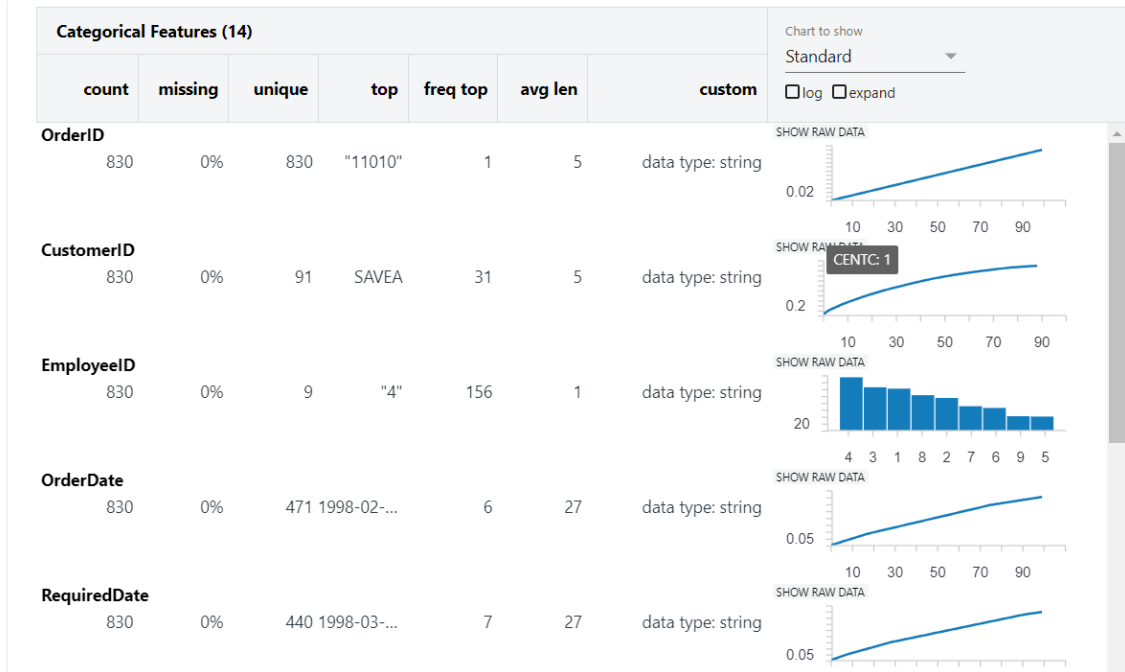 Categorical Features (14)
Chart to show
Standard
log expand
count missing unique top freq top avg len custom
OrderID
830 0% 830 "11010" 1 5 data type: string
SHOW RAW DATA
0.02
10 30 50 70 90
CustomerID
830 0% 91 SAVEA 31 5 data type: string
SHOW RAW DATA
CENTC: 1
0.2
10 30 50 70 90
EmployeeID
830 0% 9 "4" 156 1 data type: string
SHOW RAW DATA
20
4 3 1 8 2 7 6 9 5
OrderDate
830 0% 471 1998-02-... 6 27 data type: string
SHOW RAW DATA
0.05
10 30 50 70 90
RequiredDate
830 0% 440 1998-03-... 7 27 data type: string
SHOW RAW DATA
0.05